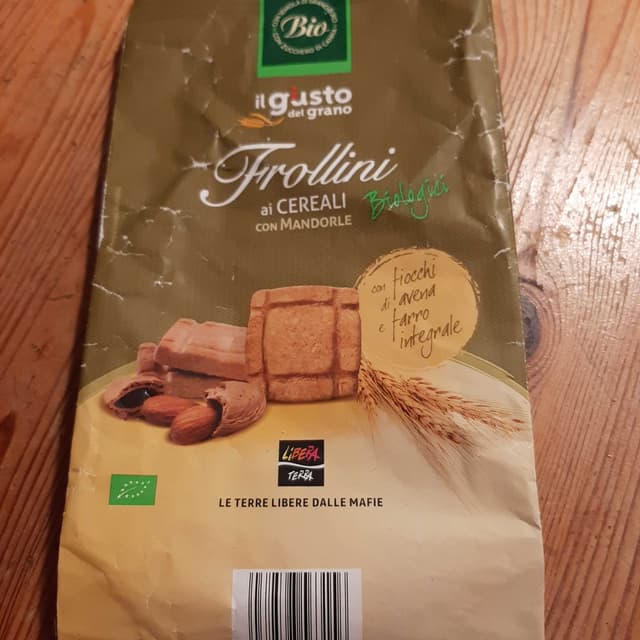 Bio
il gusto
del grano
Frollini
ai CEREALI
Biologici
CON MANDORLE
con fiocchi
di avena
e farro
integrale
LIBERA
TERRA
LE TERRE LIBERE DALLE MAFIE